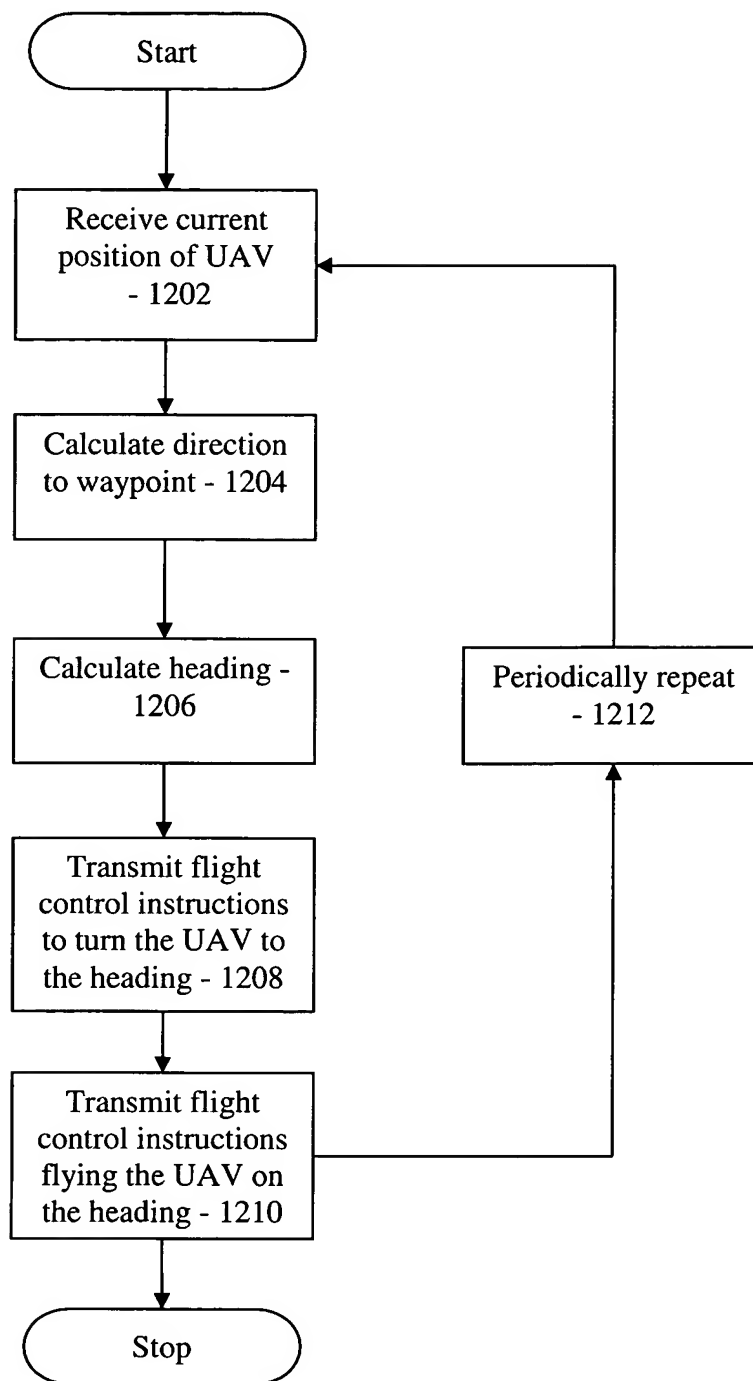 Start
Receive current
position of UAV
- 1202
Calculate direction
to waypoint - 1204
Calculate heading -
1206
Periodically repeat
- 1212
Transmit flight
control instructions
to turn the UAV to
the heading - 1208
Transmit flight
control instructions
flying the UAV on
the heading - 1210
Stop